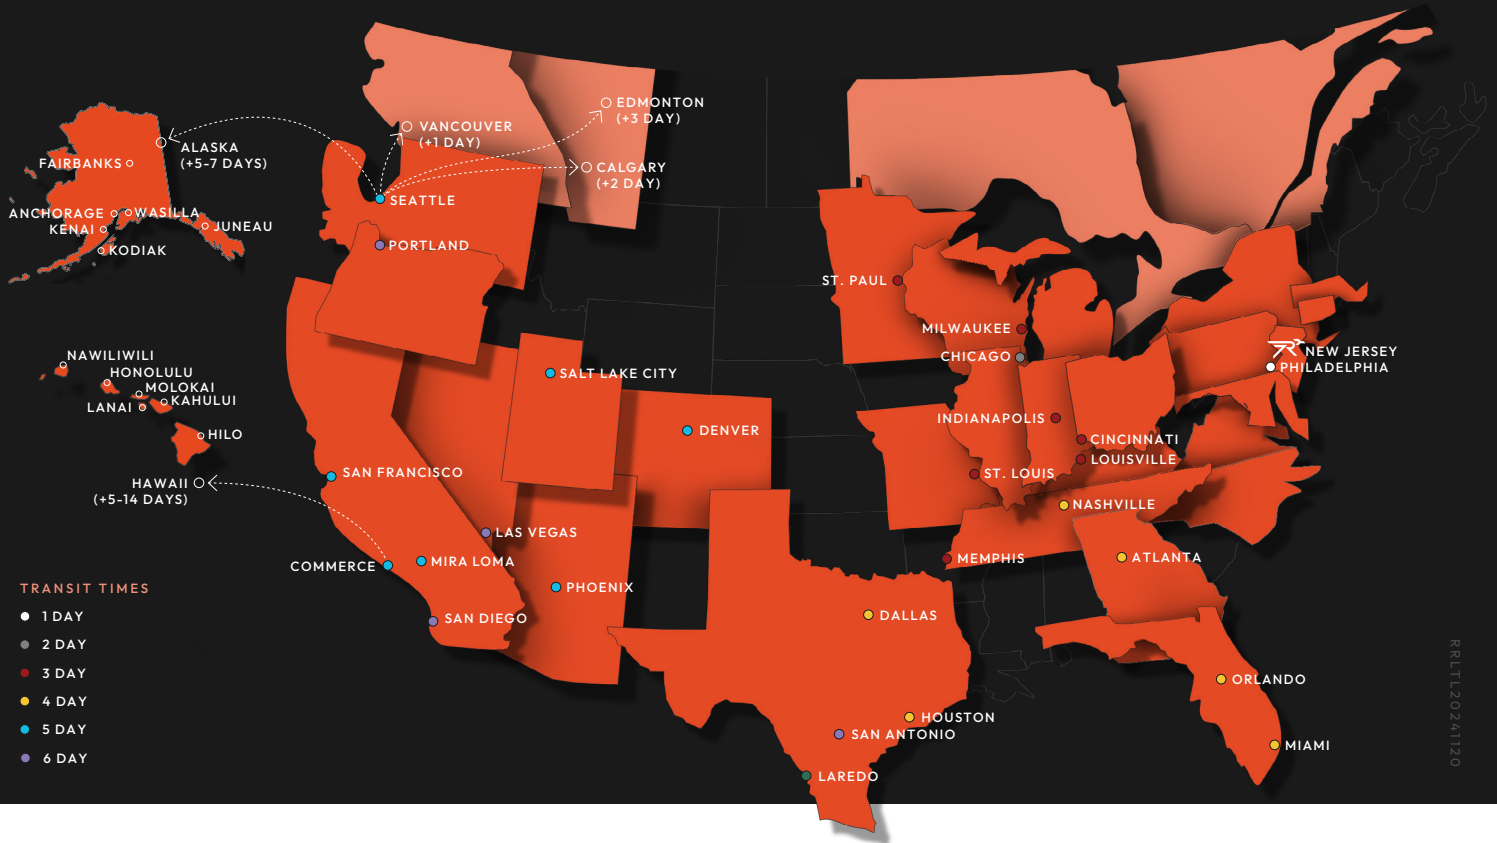 EDMONTON
(+3 DAY)
VANCOUVER
(+1 DAY)
ALASKA
(+5-7 DAYS)
FAIRBANKS
CALGARY
(+2 DAY)
SEATTLE
ANCHORAGE
WASILLA
JUNEAU
KENAI
KODIAK
PORTLAND
ST. PAUL
MILWAUKEE
CHICAGO
NEW JERSEY
PHILADELPHIA
NAWILIWILI
HONOLULU
MOLOKAI
KAHULUI
LANAI
HILO
SALT LAKE CITY
DENVER
INDIANAPOLIS
CINCINNATI
LOUISVILLE
ST. LOUIS
SAN FRANCISCO
HAWAII
(+5-14 DAYS)
NASHVILLE
LAS VEGAS
MEMPHIS
ATLANTA
COMMERCE
MIRA LOMA
PHOENIX
SAN DIEGO
DALLAS
TRANSIT TIMES
1 DAY
2 DAY
3 DAY
4 DAY
5 DAY
6 DAY
ORLANDO
HOUSTON
SAN ANTONIO
MIAMI
LAREDO
RRLTL20241120